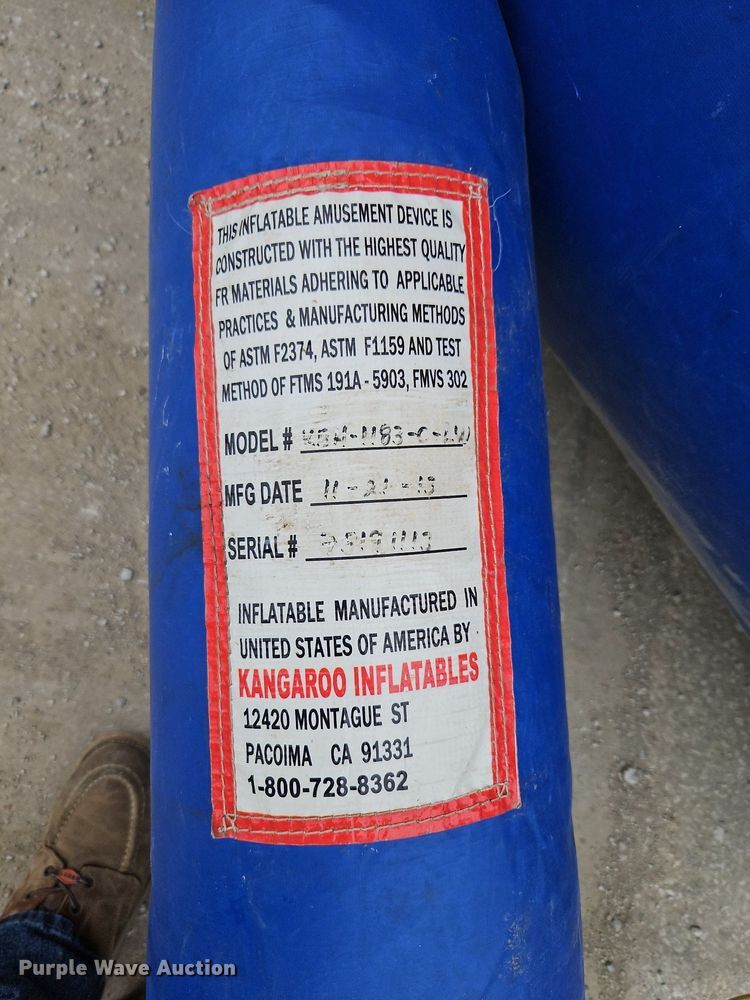 THIS INFLATABLE AMUSEMENT DEVICE IS
CONSTRUCTED WITH THE HIGHEST QUALITY
FR MATERIALS ADHERING TO APPLICABLE
PRACTICES & MANUFACTURING METHODS
OF ASTM F2374, ASTM F1159 AND TEST
METHOD OF FTMS 191A - 5903, FMVS 302
MODEL #
MFG DATE 11-21-13
SERIAL #
INFLATABLE MANUFACTURED IN
UNITED STATES OF AMERICA BY
KANGAROO INFLATABLES
12420 MONTAGUE ST
PACOIMA CA 91331
1-800-728-8362
Purple Wave Auction